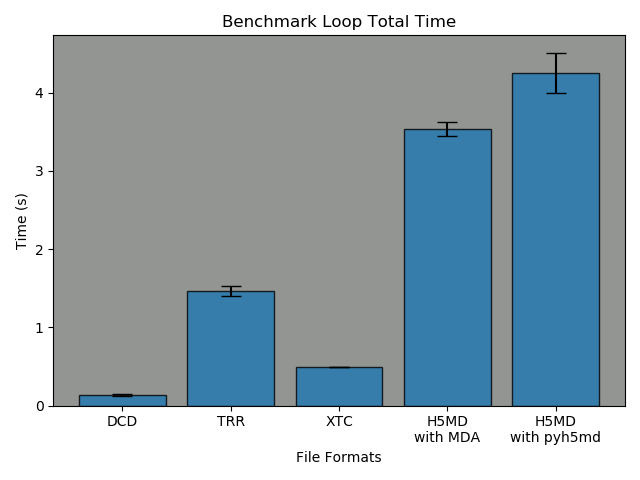 Benchmark Loop Total Time
Time (s)
4
3
2
1
0
DCD
TRR
XTC
H5MD
with MDA
H5MD
with pyh5md
File Formats